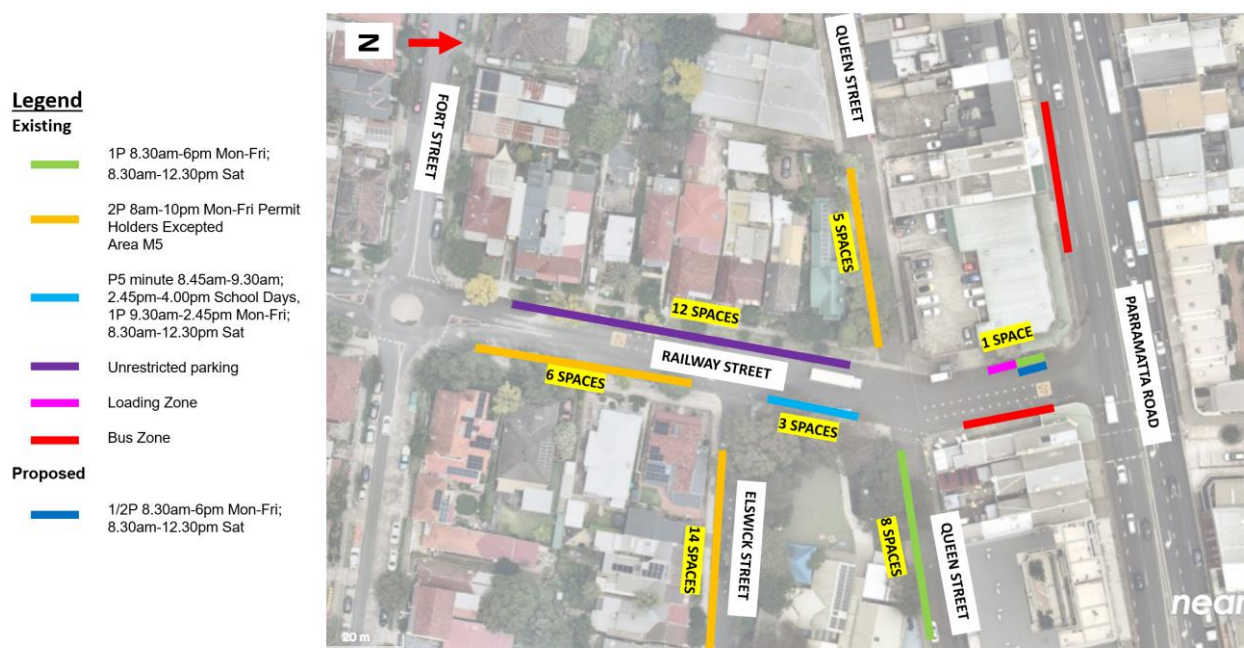 Legend
Existing
1P 8.30am-6pm Mon-Fri;
8.30am-12.30pm Sat
2P 8am-10pm Mon-Fri Permit
Holders Excepted
Area M5
P5 minute 8.45am-9.30am;
2.45pm-4.00pm School Days,
1P 9.30am-2.45pm Mon-Fri;
8.30am-12.30pm Sat
Unrestricted parking
Loading Zone
Bus Zone
Proposed
1/2P 8.30am-6pm Mon-Fri;
8.30am-12.30pm Sat
N
FORT STREET
QUEEN STREET
5 SPACES
12 SPACES
RAILWAY STREET
1 SPACE
PARRAMATTA ROAD
6 SPACES
3 SPACES
14 SPACES
ELSWICK STREET
8 SPACES
QUEEN STREET
20 m
near